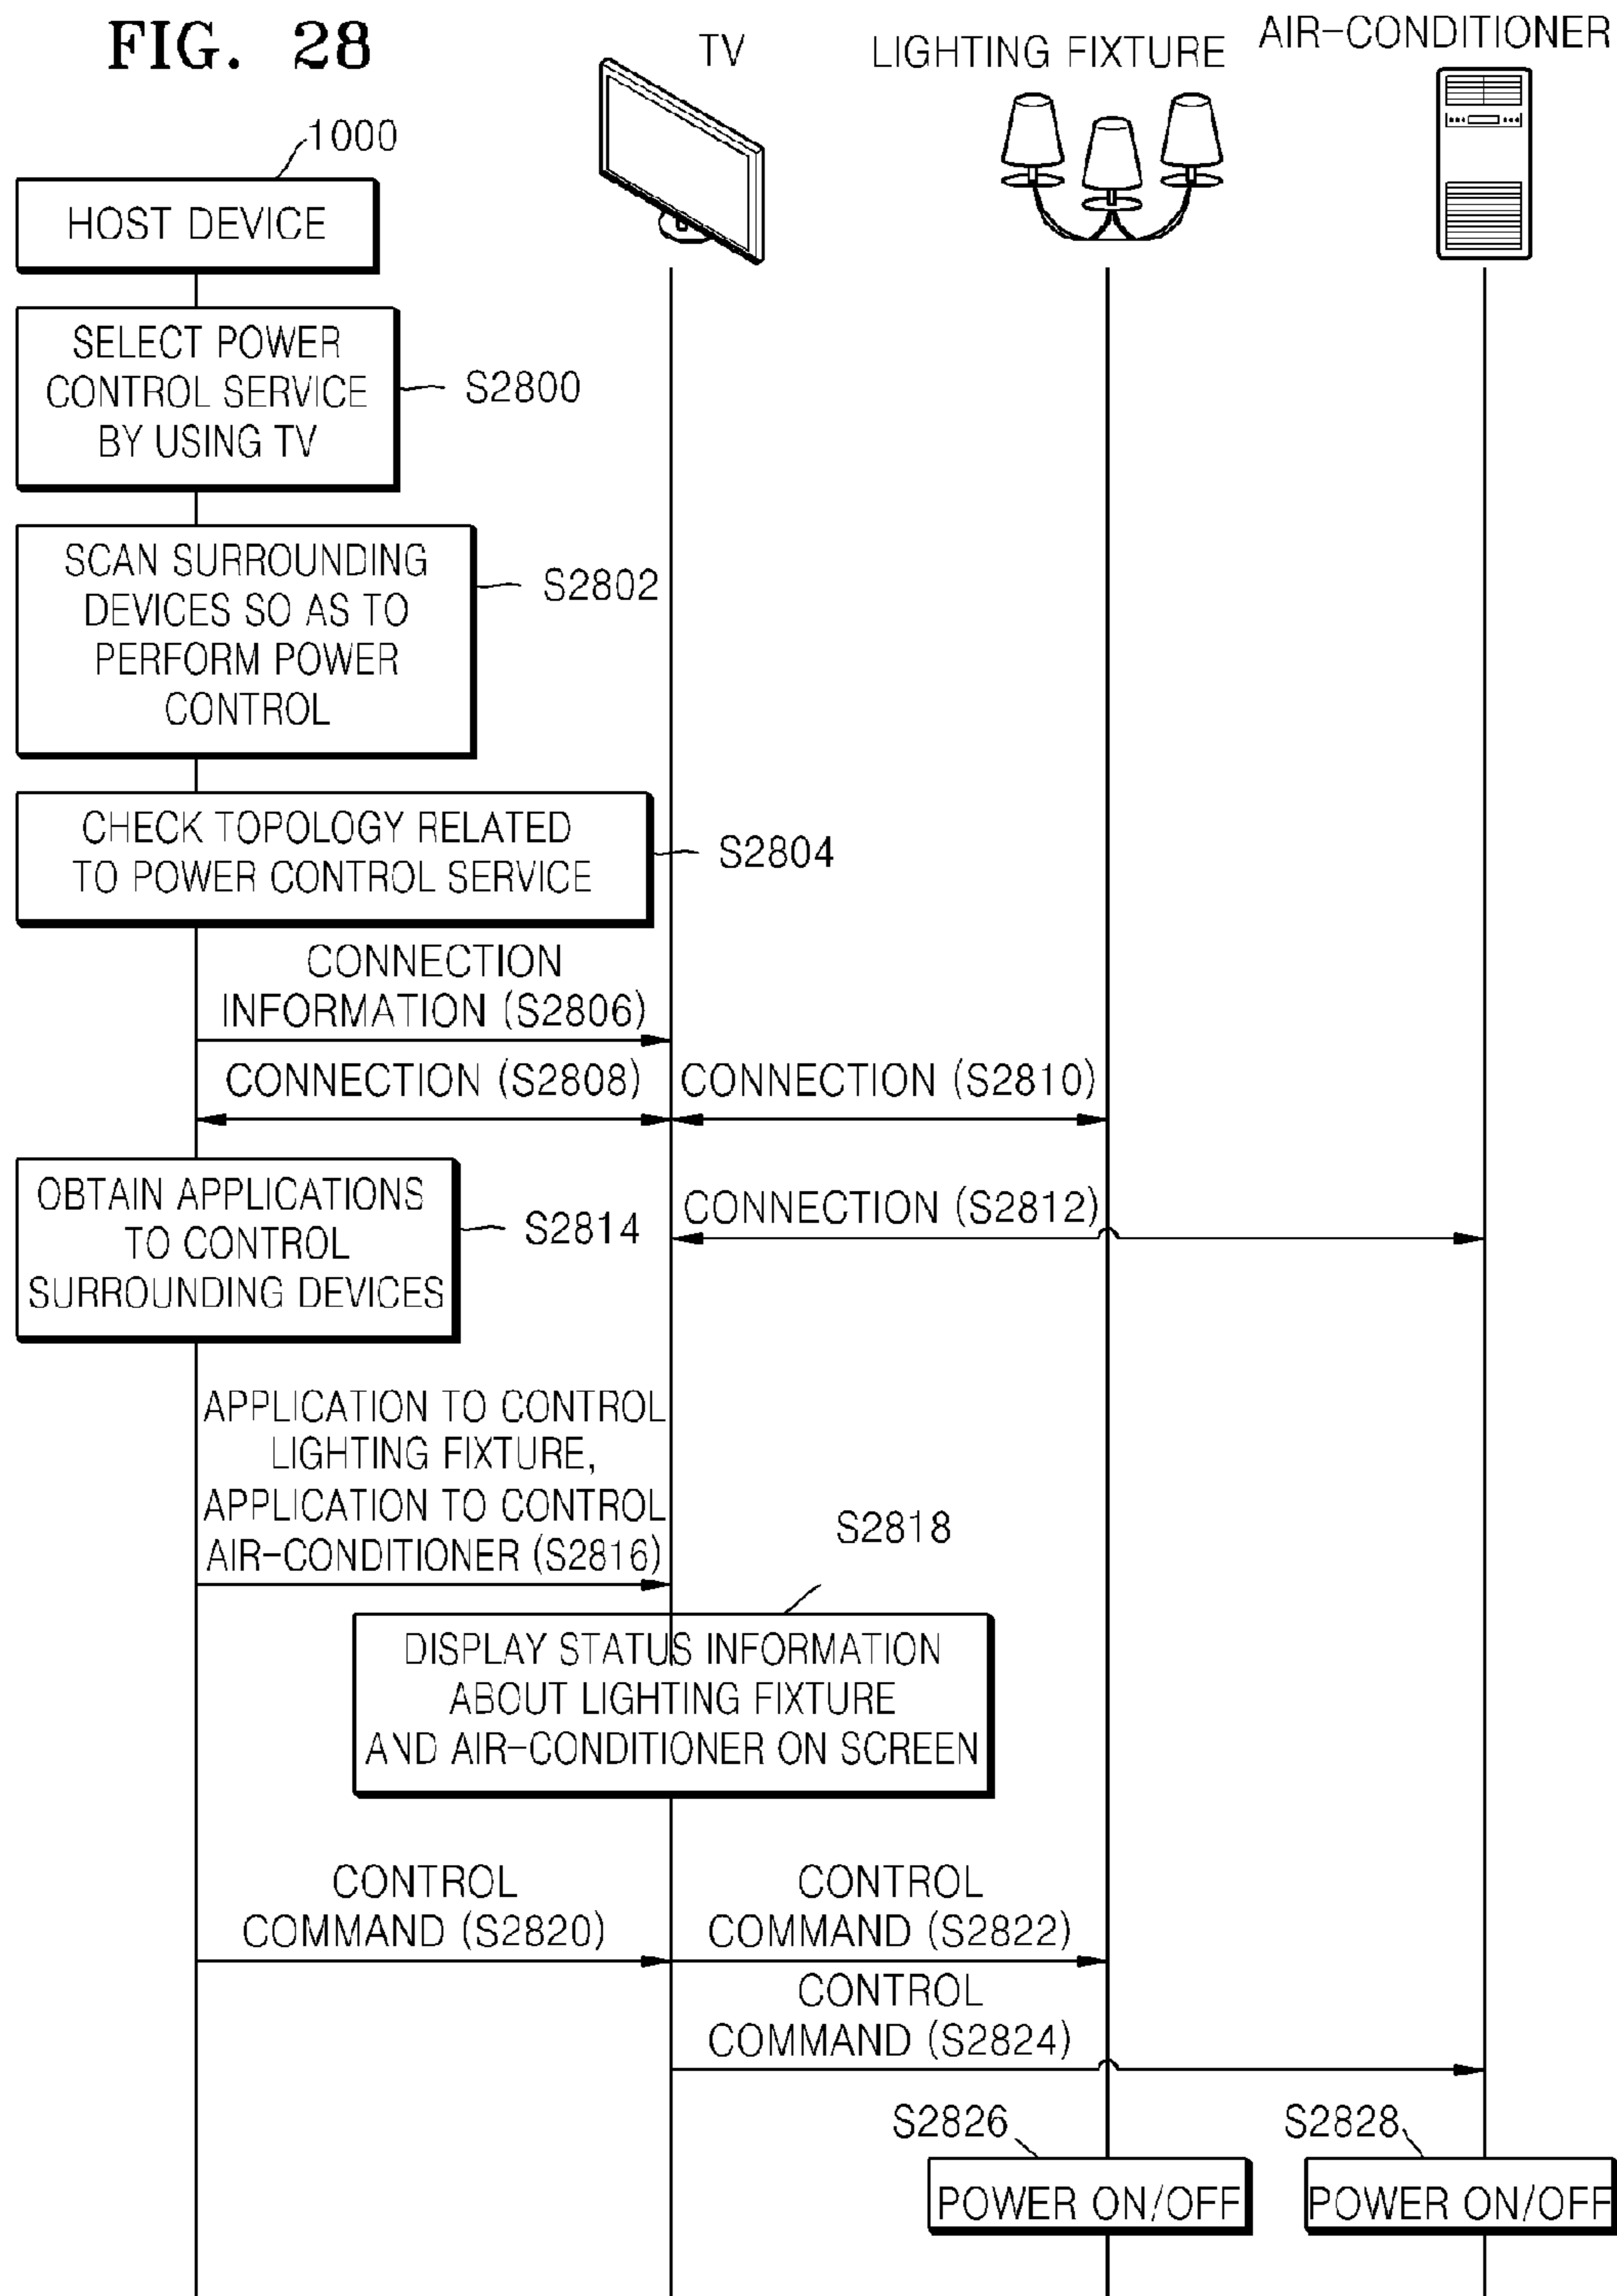 FIG. 28
TV
LIGHTING FIXTURE
AIR-CONDITIONER
1000
HOST DEVICE
SELECT POWER
CONTROL SERVICE
BY USING TV
S2800
SCAN SURROUNDING
DEVICES SO AS TO
PERFORM POWER
CONTROL
S2802
CHECK TOPOLOGY RELATED
TO POWER CONTROL SERVICE
S2804
CONNECTION
INFORMATION (S2806)
CONNECTION (S2808)
CONNECTION (S2810)
OBTAIN APPLICATIONS
TO CONTROL
SURROUNDING DEVICES
S2814
CONNECTION (S2812)
APPLICATION TO CONTROL
LIGHTING FIXTURE,
APPLICATION TO CONTROL
AIR-CONDITIONER (S2816)
S2818
DISPLAY STATUS INFORMATION
ABOUT LIGHTING FIXTURE
AND AIR-CONDITIONER ON SCREEN
CONTROL
COMMAND (S2820)
CONTROL
COMMAND (S2822)
CONTROL
COMMAND (S2824)
S2826
POWER ON/OFF
S2828
POWER ON/OFF